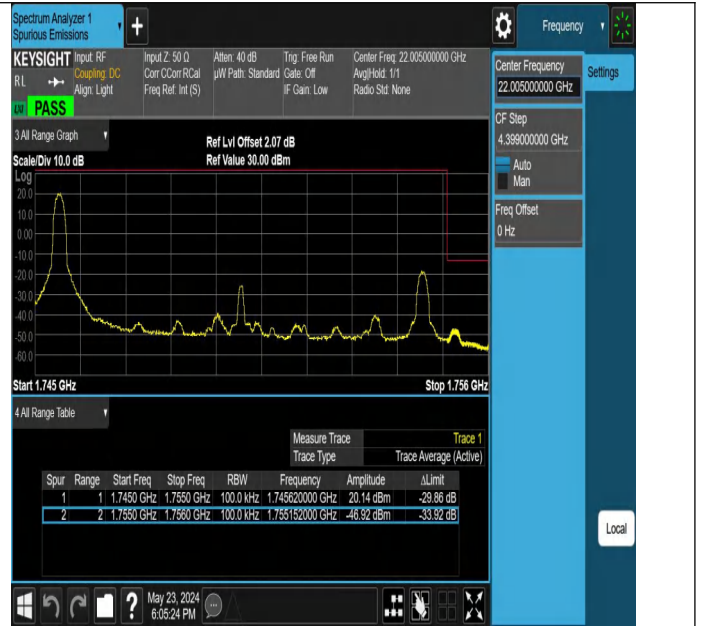 Spectrum Analyzer 1
Spurious Emissions
+
Frequency
KEYSIGHT Input: RF Input Z: 50 Ω Atten: 40 dB Trig: Free Run Center Freq: 22.005000000 GHz
RL Coupling: DC Corr CCorr RCal µW Path: Standard Gate: Off Avg|Hold: 1/1
Align: Light Freq Ref: Int (S) IF Gain: Low Radio Std: None
LXI PASS
3 All Range Graph
Ref Lvl Offset 2.07 dB
Scale/Div 10.0 dB Ref Value 30.00 dBm
Log
20.0
10.0
0.00
-10.0
-20.0
-30.0
-40.0
-50.0
-60.0
Start 1.745 GHz Stop 1.756 GHz
4 All Range Table
Measure Trace Trace 1
Trace Type Trace Average (Active)
Spur Range Start Freq Stop Freq RBW Frequency Amplitude ΔLimit
1 1 1.7450 GHz 1.7550 GHz 100.0 kHz 1.745620000 GHz 20.14 dBm -29.86 dB
2 2 1.7550 GHz 1.7560 GHz 100.0 kHz 1.755152000 GHz -46.92 dBm -33.92 dB
Center Frequency
22.005000000 GHz
Settings
CF Step
4.399000000 GHz
Auto
Man
Freq Offset
0 Hz
Local
? May 23, 2024
6:05:24 PM